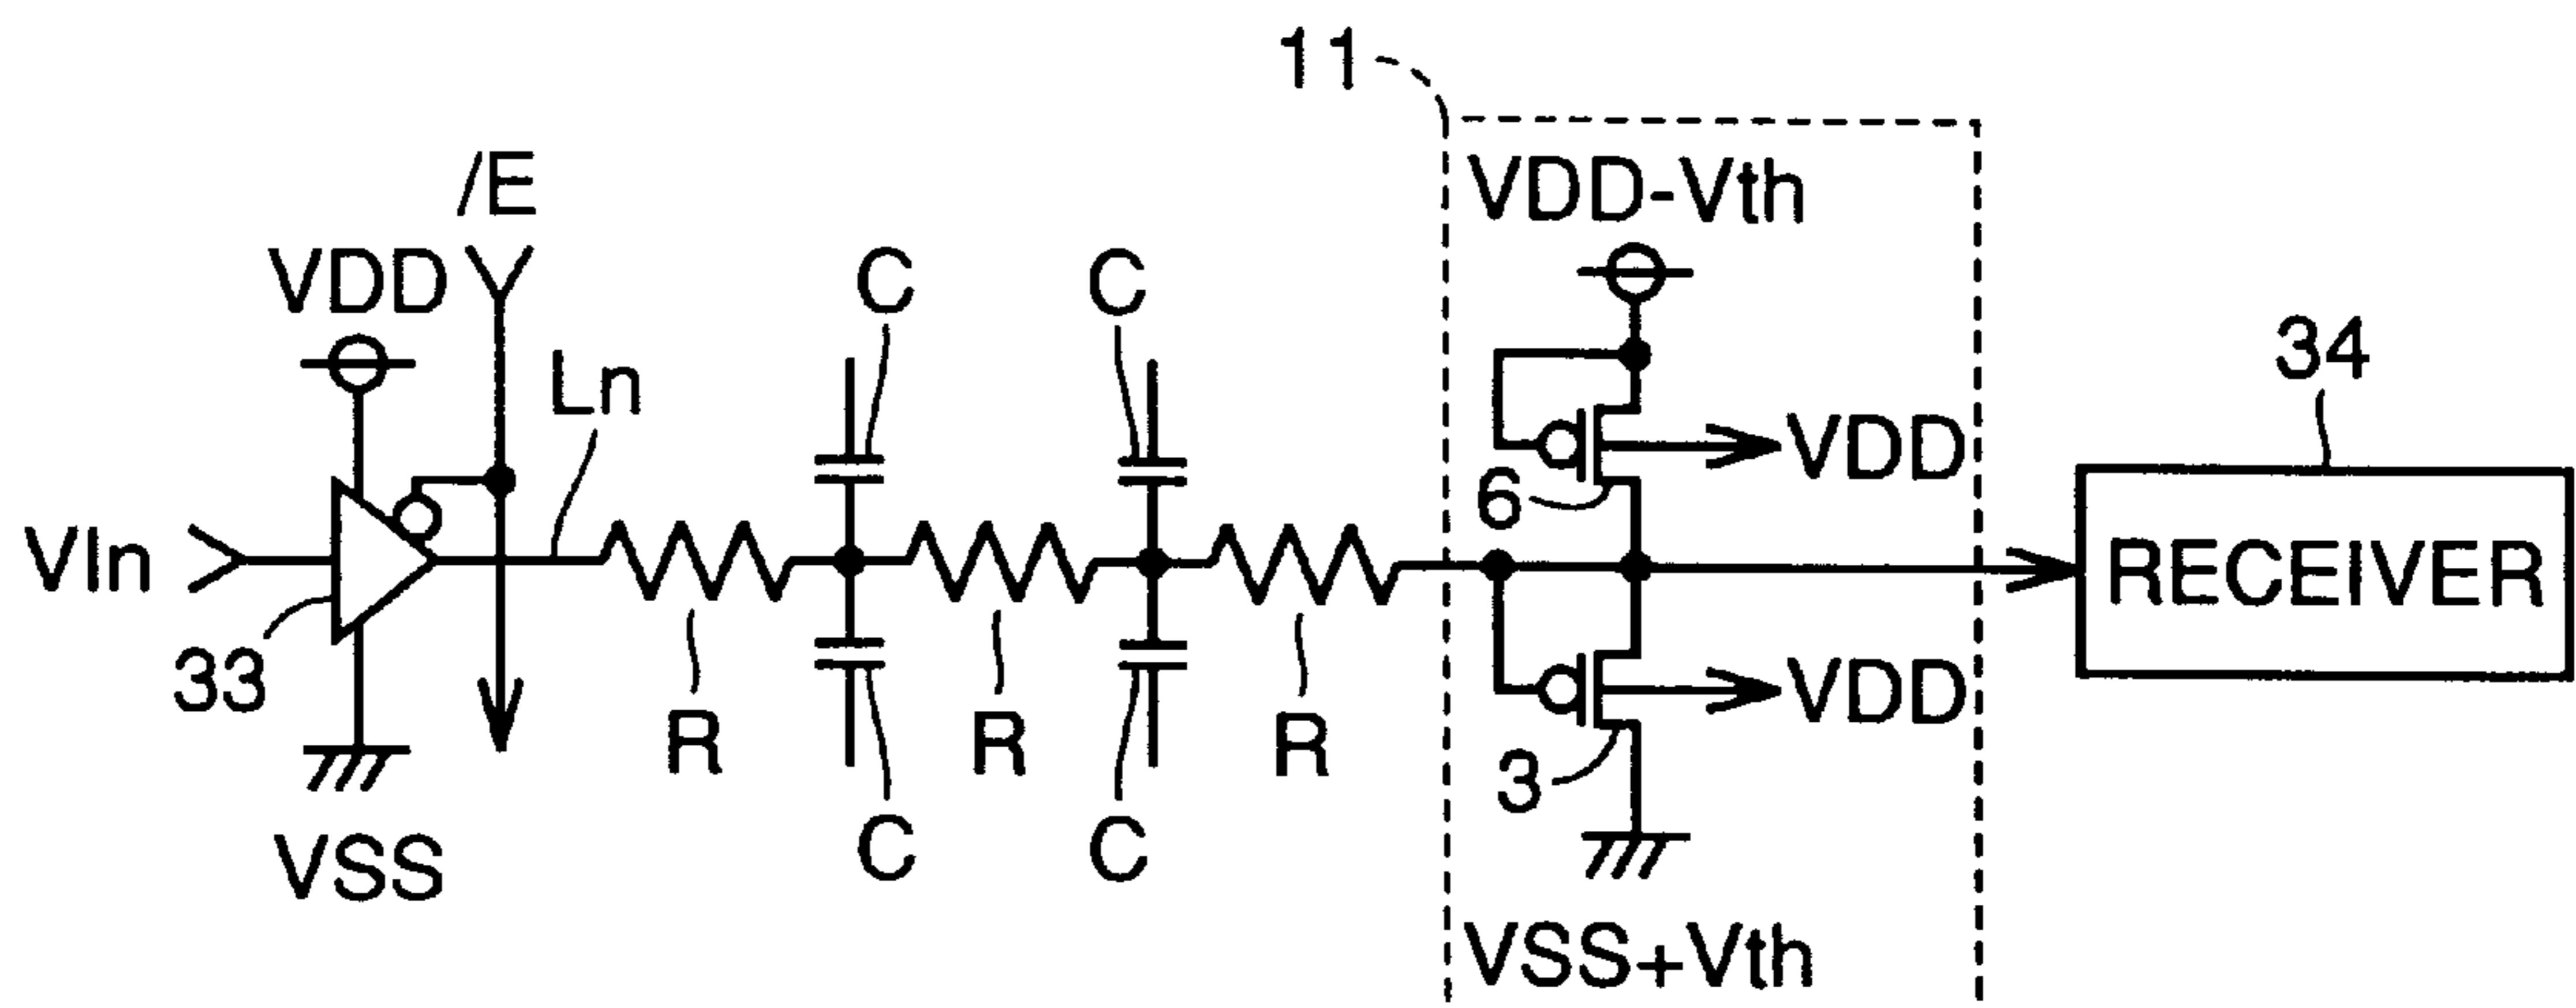 11
/E
VDD
VDD-Vth
C
C
Ln
34
VDD
6
VIn
RECEIVER
33
R
R
R
VDD
3
VSS
C
C
VSS+Vth